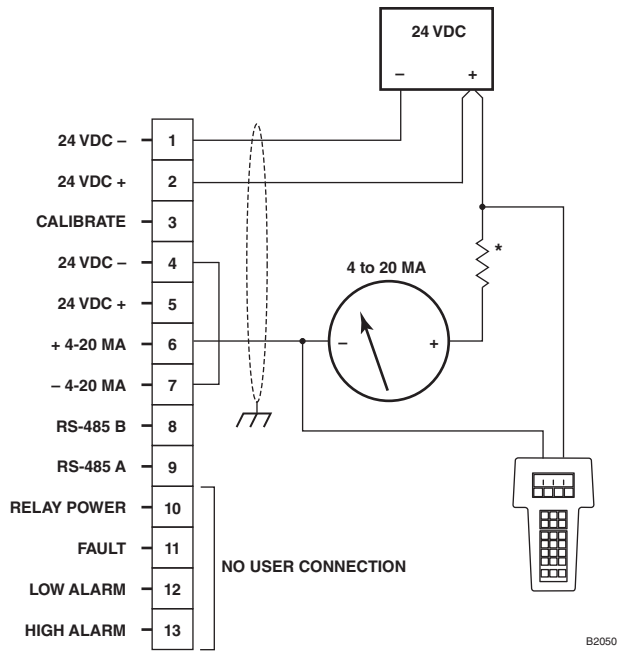 24 VDC
– +
24 VDC – 1
24 VDC + 2
CALIBRATE 3
24 VDC – 4
24 VDC + 5
+ 4-20 MA 6
– 4-20 MA 7
RS-485 B 8
RS-485 A 9
RELAY POWER 10
FAULT 11
LOW ALARM 12
HIGH ALARM 13
*
4 to 20 MA
– +
NO USER CONNECTION
B2050